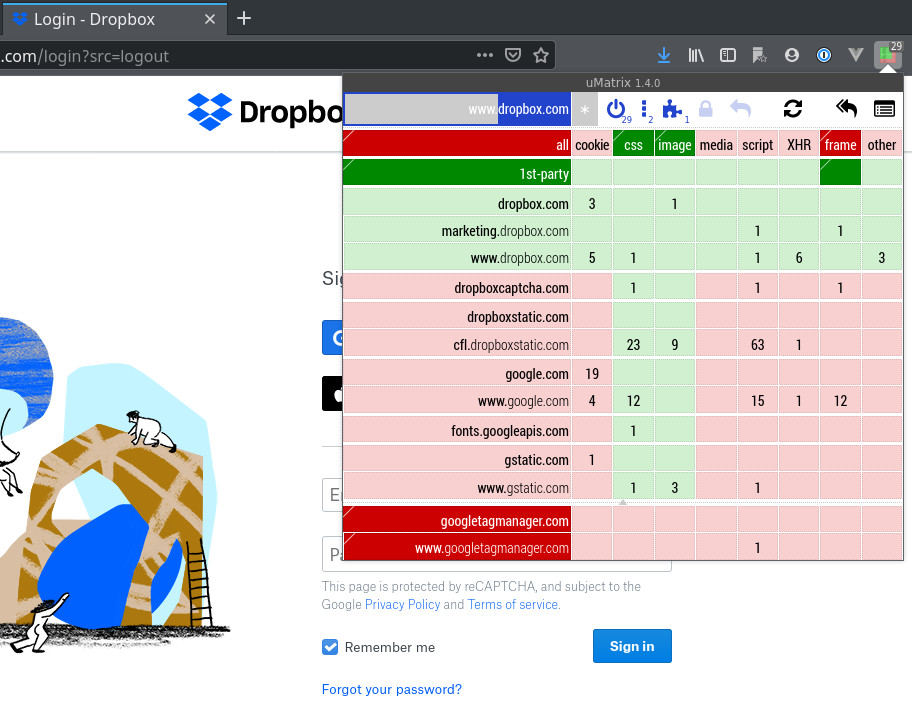 Login - Dropbox
.com/login?src=logout
29
uMatrix 1.4.0
Dropbo
www.dropbox.com * 29 2 1
all cookie css image media script XHR frame other
1st-party
dropbox.com 3 1
marketing.dropbox.com 1 1
www.dropbox.com 5 1 1 6 3
dropboxcaptcha.com 1 1 1
Sig
dropboxstatic.com
cfl.dropboxstatic.com 23 9 63 1
G
google.com 19
www.google.com 4 12 15 1 12
fonts.googleapis.com 1
gstatic.com 1
www.gstatic.com 1 3 1
googletagmanager.com
www.googletagmanager.com 1
Pa
This page is protected by reCAPTCHA, and subject to the
Google Privacy Policy and Terms of service.
Remember me
Sign in
Forgot your password?